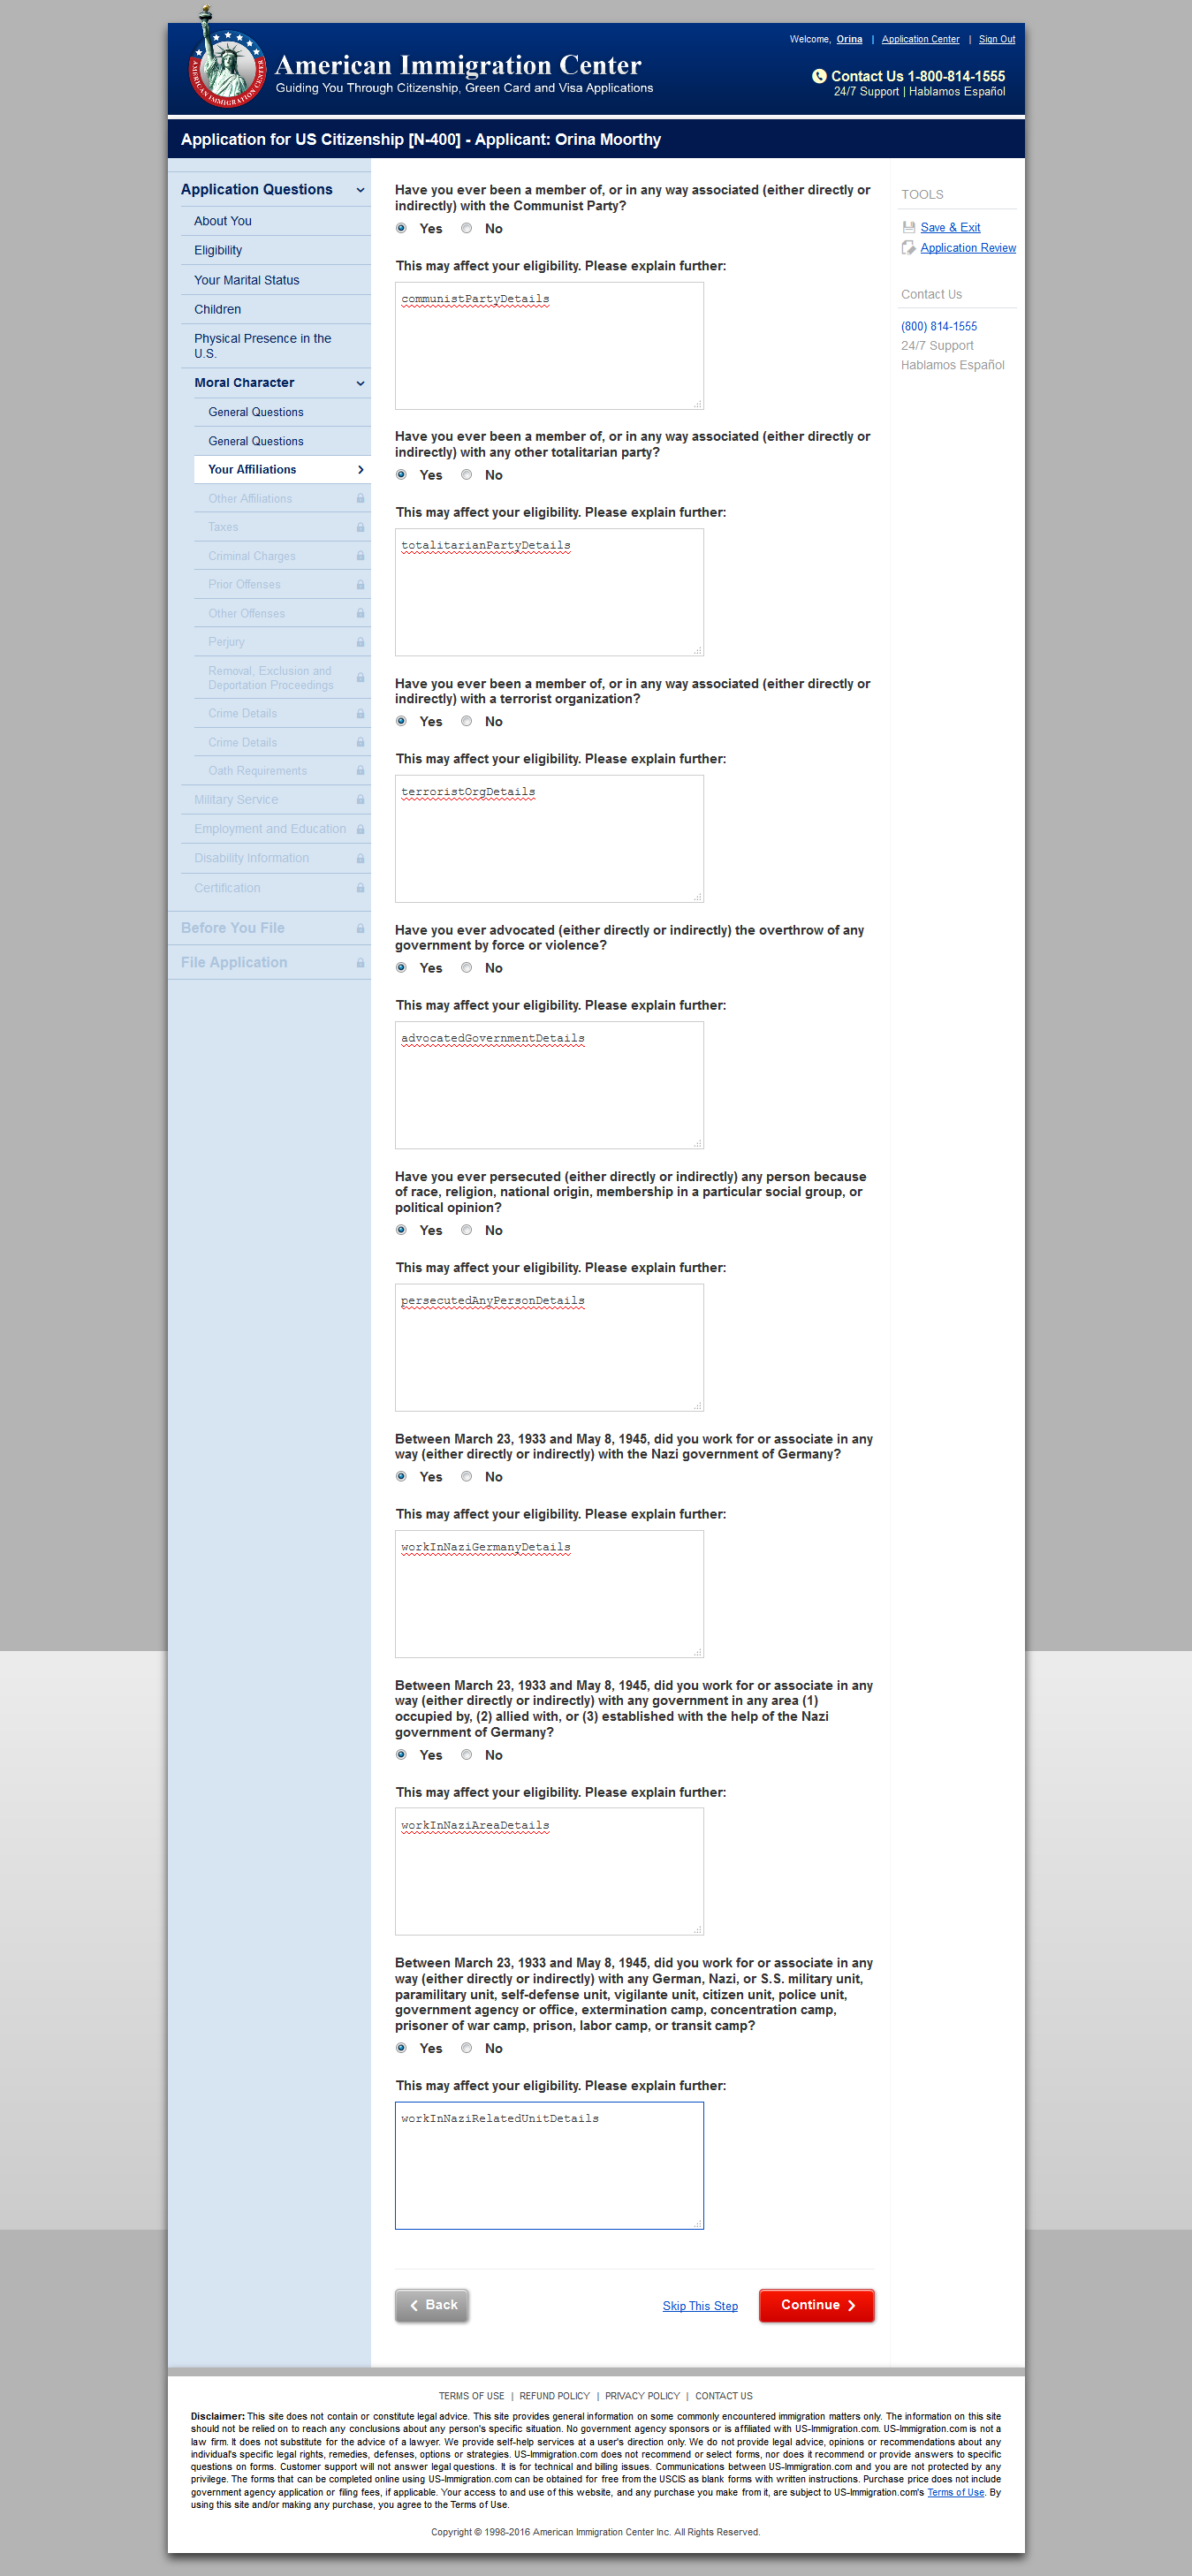 Welcome, Orina | Application Center | Sign Out
AMERICAN IMMIGRATION CENTER
American Immigration Center
Guiding You Through Citizenship, Green Card and Visa Applications
Contact Us 1-800-814-1555
24/7 Support | Hablamos Español
Application for US Citizenship [N-400] - Applicant: Orina Moorthy
Application Questions
About You
Eligibility
Your Marital Status
Children
Physical Presence in the
U.S.
Moral Character
General Questions
General Questions
Your Affiliations
Other Affiliations
Taxes
Criminal Charges
Prior Offenses
Other Offenses
Perjury
Removal, Exclusion and
Deportation Proceedings
Crime Details
Crime Details
Oath Requirements
Military Service
Employment and Education
Disability Information
Certification
Before You File
File Application
Have you ever been a member of, or in any way associated (either directly or
indirectly) with the Communist Party?
Yes No
This may affect your eligibility. Please explain further:
communistPartyDetails
Have you ever been a member of, or in any way associated (either directly or
indirectly) with any other totalitarian party?
Yes No
This may affect your eligibility. Please explain further:
totalitarianPartyDetails
Have you ever been a member of, or in any way associated (either directly or
indirectly) with a terrorist organization?
Yes No
This may affect your eligibility. Please explain further:
terroristOrgDetails
Have you ever advocated (either directly or indirectly) the overthrow of any
government by force or violence?
Yes No
This may affect your eligibility. Please explain further:
advocatedGovernmentDetails
Have you ever persecuted (either directly or indirectly) any person because
of race, religion, national origin, membership in a particular social group, or
political opinion?
Yes No
This may affect your eligibility. Please explain further:
persecutedAnyPersonDetails
Between March 23, 1933 and May 8, 1945, did you work for or associate in any
way (either directly or indirectly) with the Nazi government of Germany?
Yes No
This may affect your eligibility. Please explain further:
workInNaziGermanyDetails
Between March 23, 1933 and May 8, 1945, did you work for or associate in any
way (either directly or indirectly) with any government in any area (1)
occupied by, (2) allied with, or (3) established with the help of the Nazi
government of Germany?
Yes No
This may affect your eligibility. Please explain further:
workInNaziAreaDetails
Between March 23, 1933 and May 8, 1945, did you work for or associate in any
way (either directly or indirectly) with any German, Nazi, or S.S. military unit,
paramilitary unit, self-defense unit, vigilante unit, citizen unit, police unit,
government agency or office, extermination camp, concentration camp,
prisoner of war camp, prison, labor camp, or transit camp?
Yes No
This may affect your eligibility. Please explain further:
workInNaziRelatedUnitDetails
Back
Skip This Step
Continue
TOOLS
Save & Exit
Application Review
Contact Us
(800) 814-1555
24/7 Support
Hablamos Español
TERMS OF USE | REFUND POLICY | PRIVACY POLICY | CONTACT US
Disclaimer: This site does not contain or constitute legal advice. This site provides general information on some commonly encountered immigration matters only. The information on this site
should not be relied on to reach any conclusions about any person's specific situation. No government agency sponsors or is affiliated with US-Immigration.com. US-Immigration.com is not a
law firm. It does not substitute for the advice of a lawyer. We provide self-help services at a user's direction only. We do not provide legal advice, opinions or recommendations about any
individual's specific legal rights, remedies, defenses, options or strategies. US-Immigration.com does not recommend or select forms, nor does it recommend or provide answers to specific
questions on forms. Customer support will not answer legal questions. It is for technical and billing issues. Communications between US-Immigration.com and you are not protected by any
privilege. The forms that can be completed online using US-Immigration.com can be obtained for free from the USCIS as blank forms with written instructions. Purchase price does not include
government agency application or filing fees, if applicable. Your access to and use of this website, and any purchase you make from it, are subject to US-Immigration.com's Terms of Use. By
using this site and/or making any purchase, you agree to the Terms of Use.
Copyright © 1998-2016 American Immigration Center Inc. All Rights Reserved.